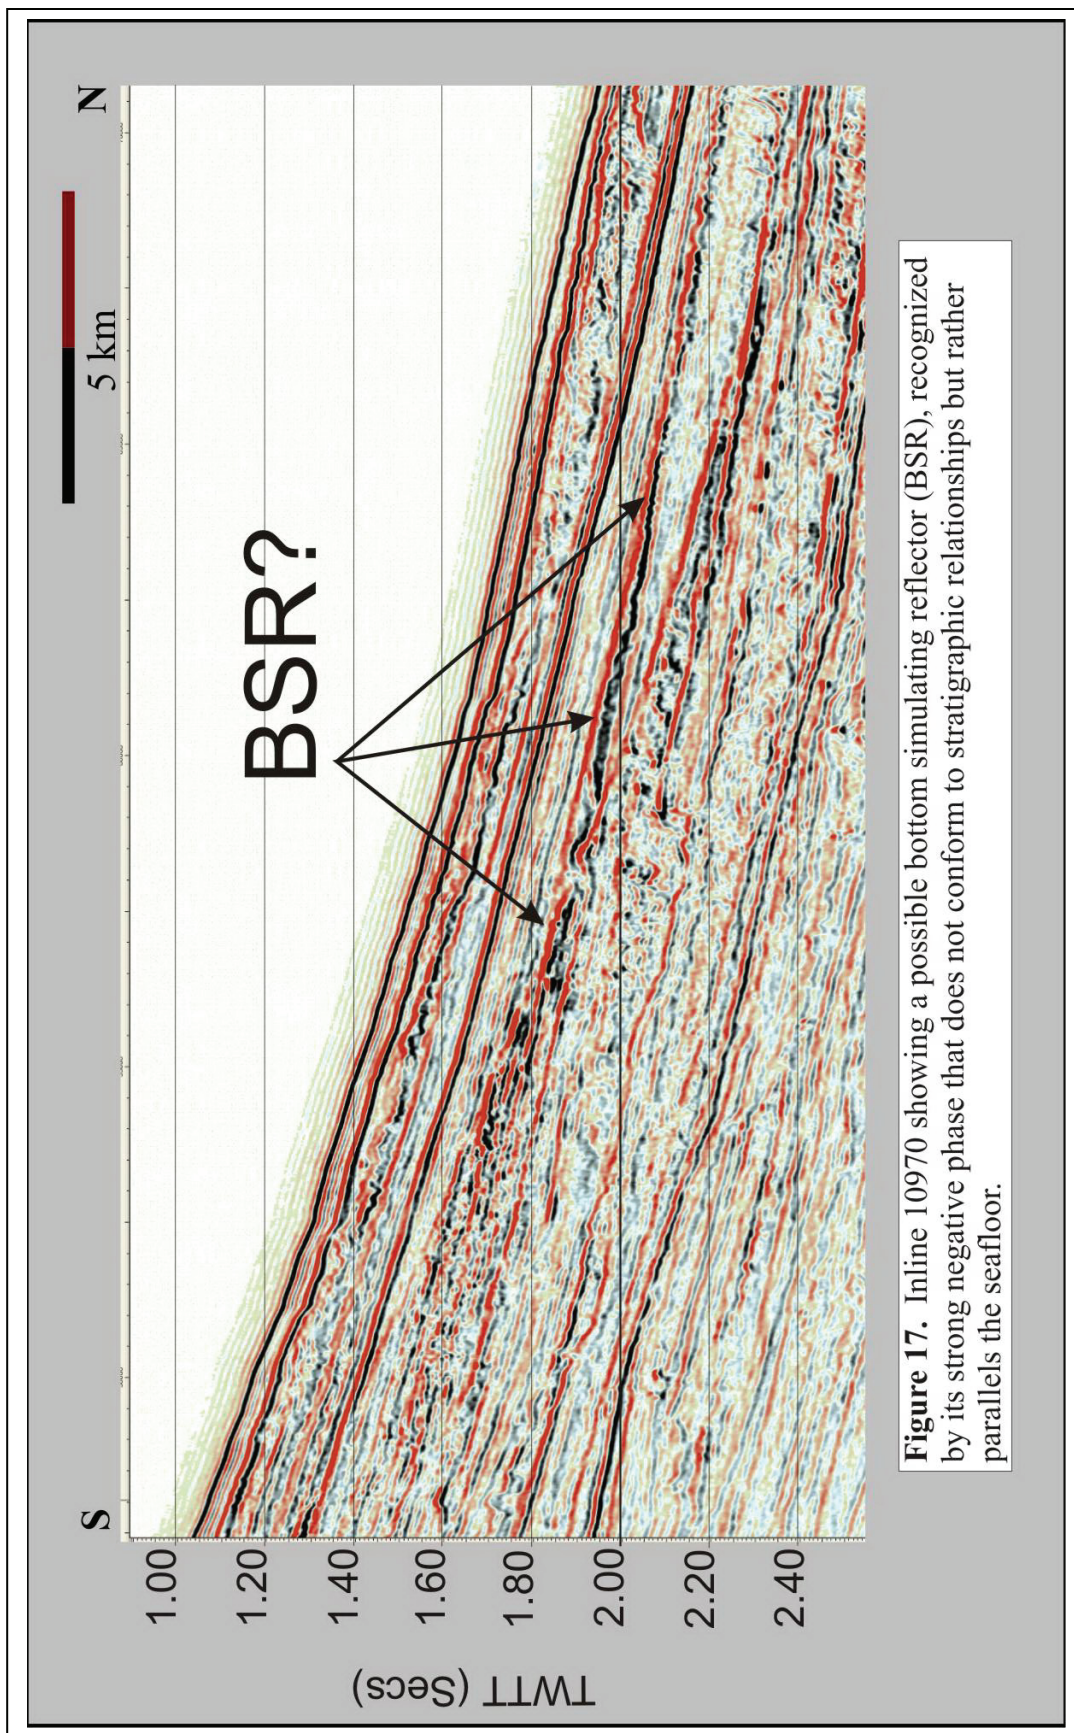 S
N
5 km
BSR?
TWTT (Secs)
1.00
1.20
1.40
1.60
1.80
2.00
2.20
2.40
Figure 17. Inline 10970 showing a possible bottom simulating reflector (BSR), recognized
by its strong negative phase that does not conform to stratigraphic relationships but rather
parallels the seafloor.